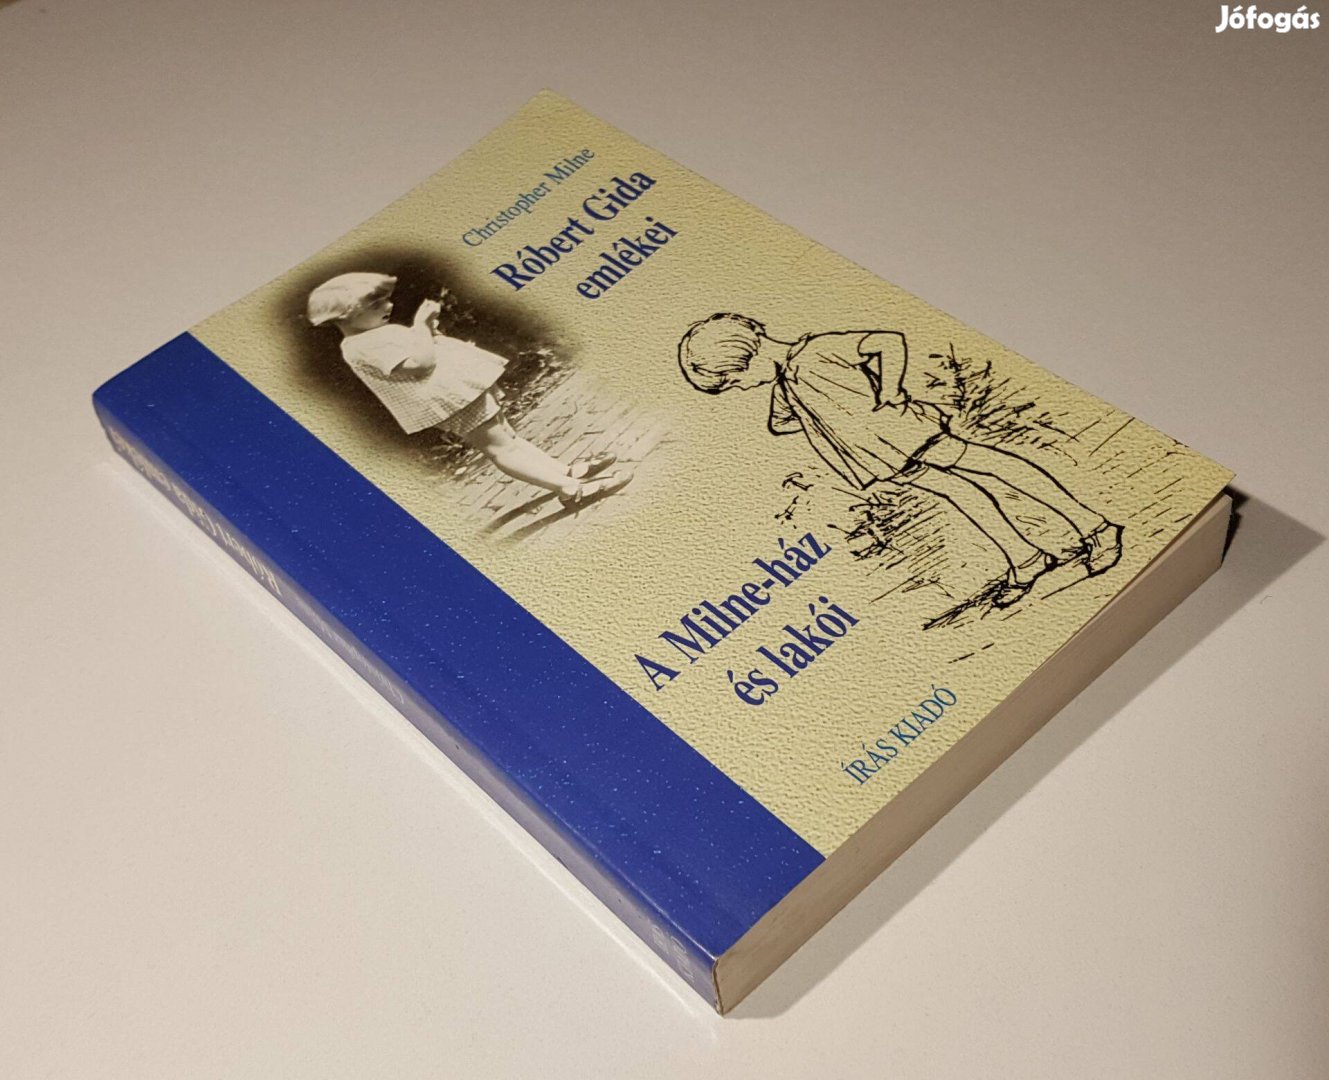 Jófogás
Christopher Milne
Róbert Gida
emlékei
A Milne-ház
és lakói
ÍRÁS KIADÓ